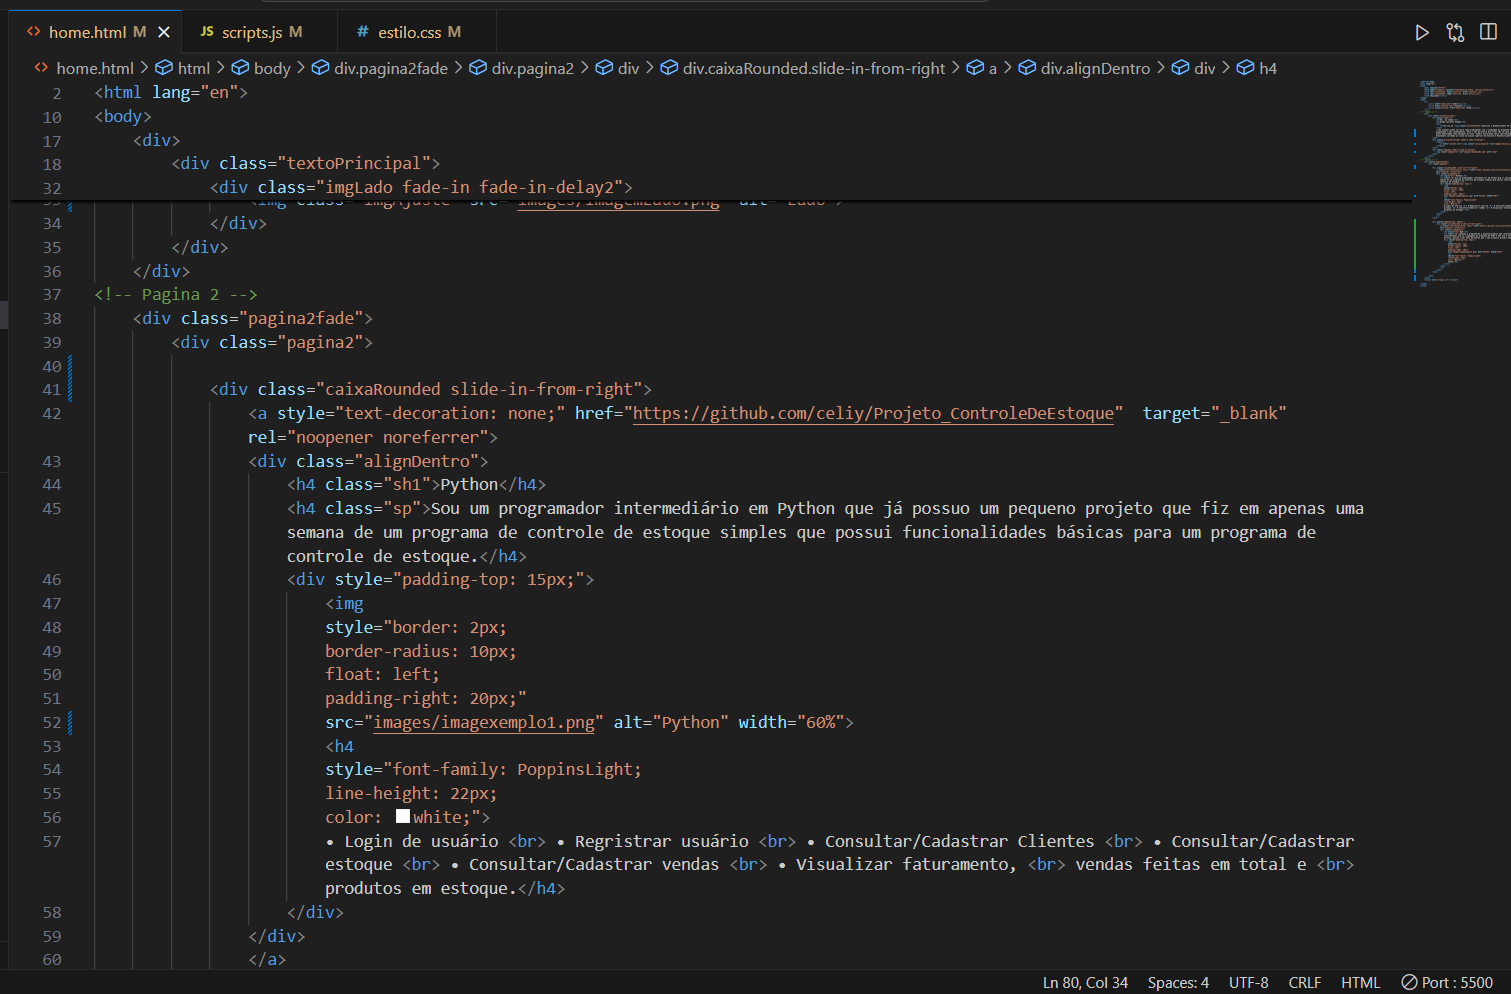 home.html M
JS scripts.js M
# estilo.css M
home.html > html > body > div.pagina2fade > div.pagina2 > div > div.caixaRounded.slide-in-from-right > a > div.alignDentro > div > h4
2 <html lang="en">
10 <body>
17 <div>
18 <div class="textoPrincipal">
32 <div class="imgLado fade-in fade-in-delay2">
33 <img class="imgAjuste" src="images/imagemLado.png" alt="Lado">
34 </div>
35 </div>
36 </div>
37 <!-- Pagina 2 -->
38 <div class="pagina2fade">
39 <div class="pagina2">
40
41 <div class="caixaRounded slide-in-from-right">
42 <a style="text-decoration: none;" href="https://github.com/celiy/Projeto_ControleDeEstoque"  target="_blank"
rel="noopener noreferrer">
43 <div class="alignDentro">
44 <h4 class="sh1">Python</h4>
45 <h4 class="sp">Sou um programador intermediário em Python que já possuo um pequeno projeto que fiz em apenas uma
semana de um programa de controle de estoque simples que possui funcionalidades básicas para um programa de
controle de estoque.</h4>
46 <div style="padding-top: 15px;">
47 <img
48 style="border: 2px;
49 border-radius: 10px;
50 float: left;
51 padding-right: 20px;"
52 src="images/imagexemplo1.png" alt="Python" width="60%">
53 <h4
54 style="font-family: PoppinsLight;
55 line-height: 22px;
56 color: white;">
57 • Login de usuário <br> • Regristrar usuário <br> • Consultar/Cadastrar Clientes <br> • Consultar/Cadastrar
estoque <br> • Consultar/Cadastrar vendas <br> • Visualizar faturamento, <br> vendas feitas em total e <br>
produtos em estoque.</h4>
58 </div>
59 </div>
60 </a>
Ln 80, Col 34 Spaces: 4 UTF-8 CRLF HTML Port : 5500